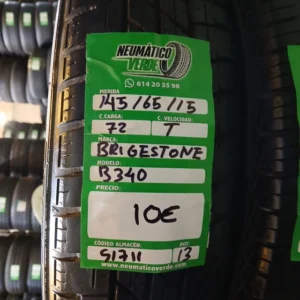 NEUMÁTICO
VERDE
614 20 35 98
MEDIDA
145/65/15
C. CARGA: C. VELOCIDAD:
72 T
MARCA:
BRIGESTONE
MODELO:
B340
PRECIO:
10€
CÓDIGO ALMACÉN: DOT:
51711 13
www.neumaticoverde.com